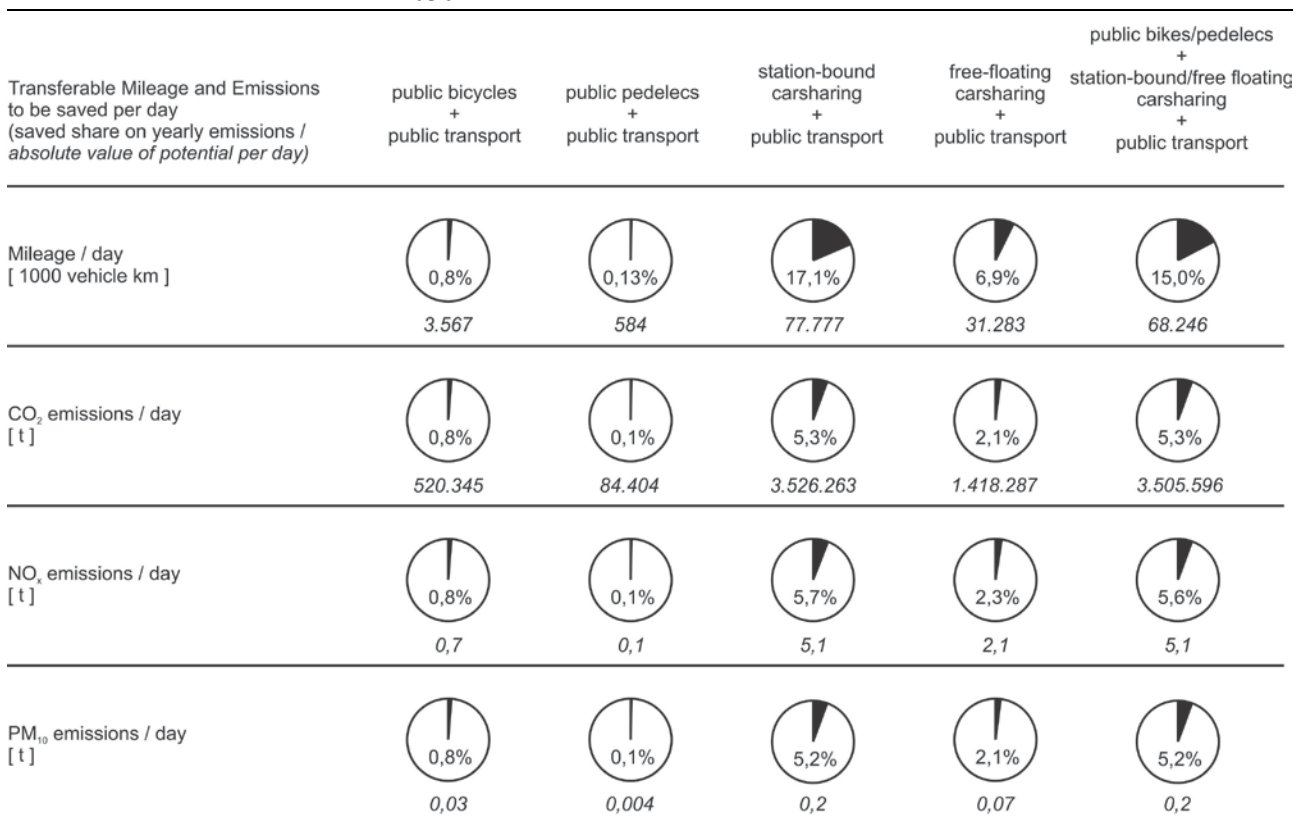 Transferable Mileage and Emissions
to be saved per day
(saved share on yearly emissions /
absolute value of potential per day)
public bicycles
+
public transport
public pedelecs
+
public transport
station-bound
carsharing
+
public transport
free-floating
carsharing
+
public transport
public bikes/pedelecs
+
station-bound/free floating
carsharing
+
public transport
Mileage / day
[ 1000 vehicle km ]
0,8% 0,13% 17,1% 6,9% 15,0%
3.567 584 77.777 31.283 68.246
CO₂ emissions / day
[ t ]
0,8% 0,1% 5,3% 2,1% 5,3%
520.345 84.404 3.526.263 1.418.287 3.505.596
NOₓ emissions / day
[ t ]
0,8% 0,1% 5,7% 2,3% 5,6%
0,7 0,1 5,1 2,1 5,1
PM₁₀ emissions / day
[ t ]
0,8% 0,1% 5,2% 2,1% 5,2%
0,03 0,004 0,2 0,07 0,2